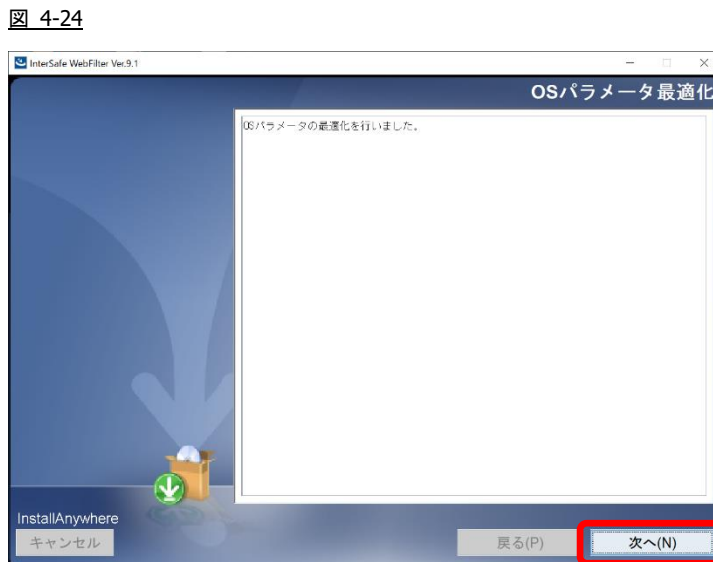 図 4-24
InterSafe WebFilter Ver.9.1
OSパラメータ最適化
OSパラメータの最適化を行いました。
InstallAnywhere
キャンセル
戻る(P)
次へ(N)